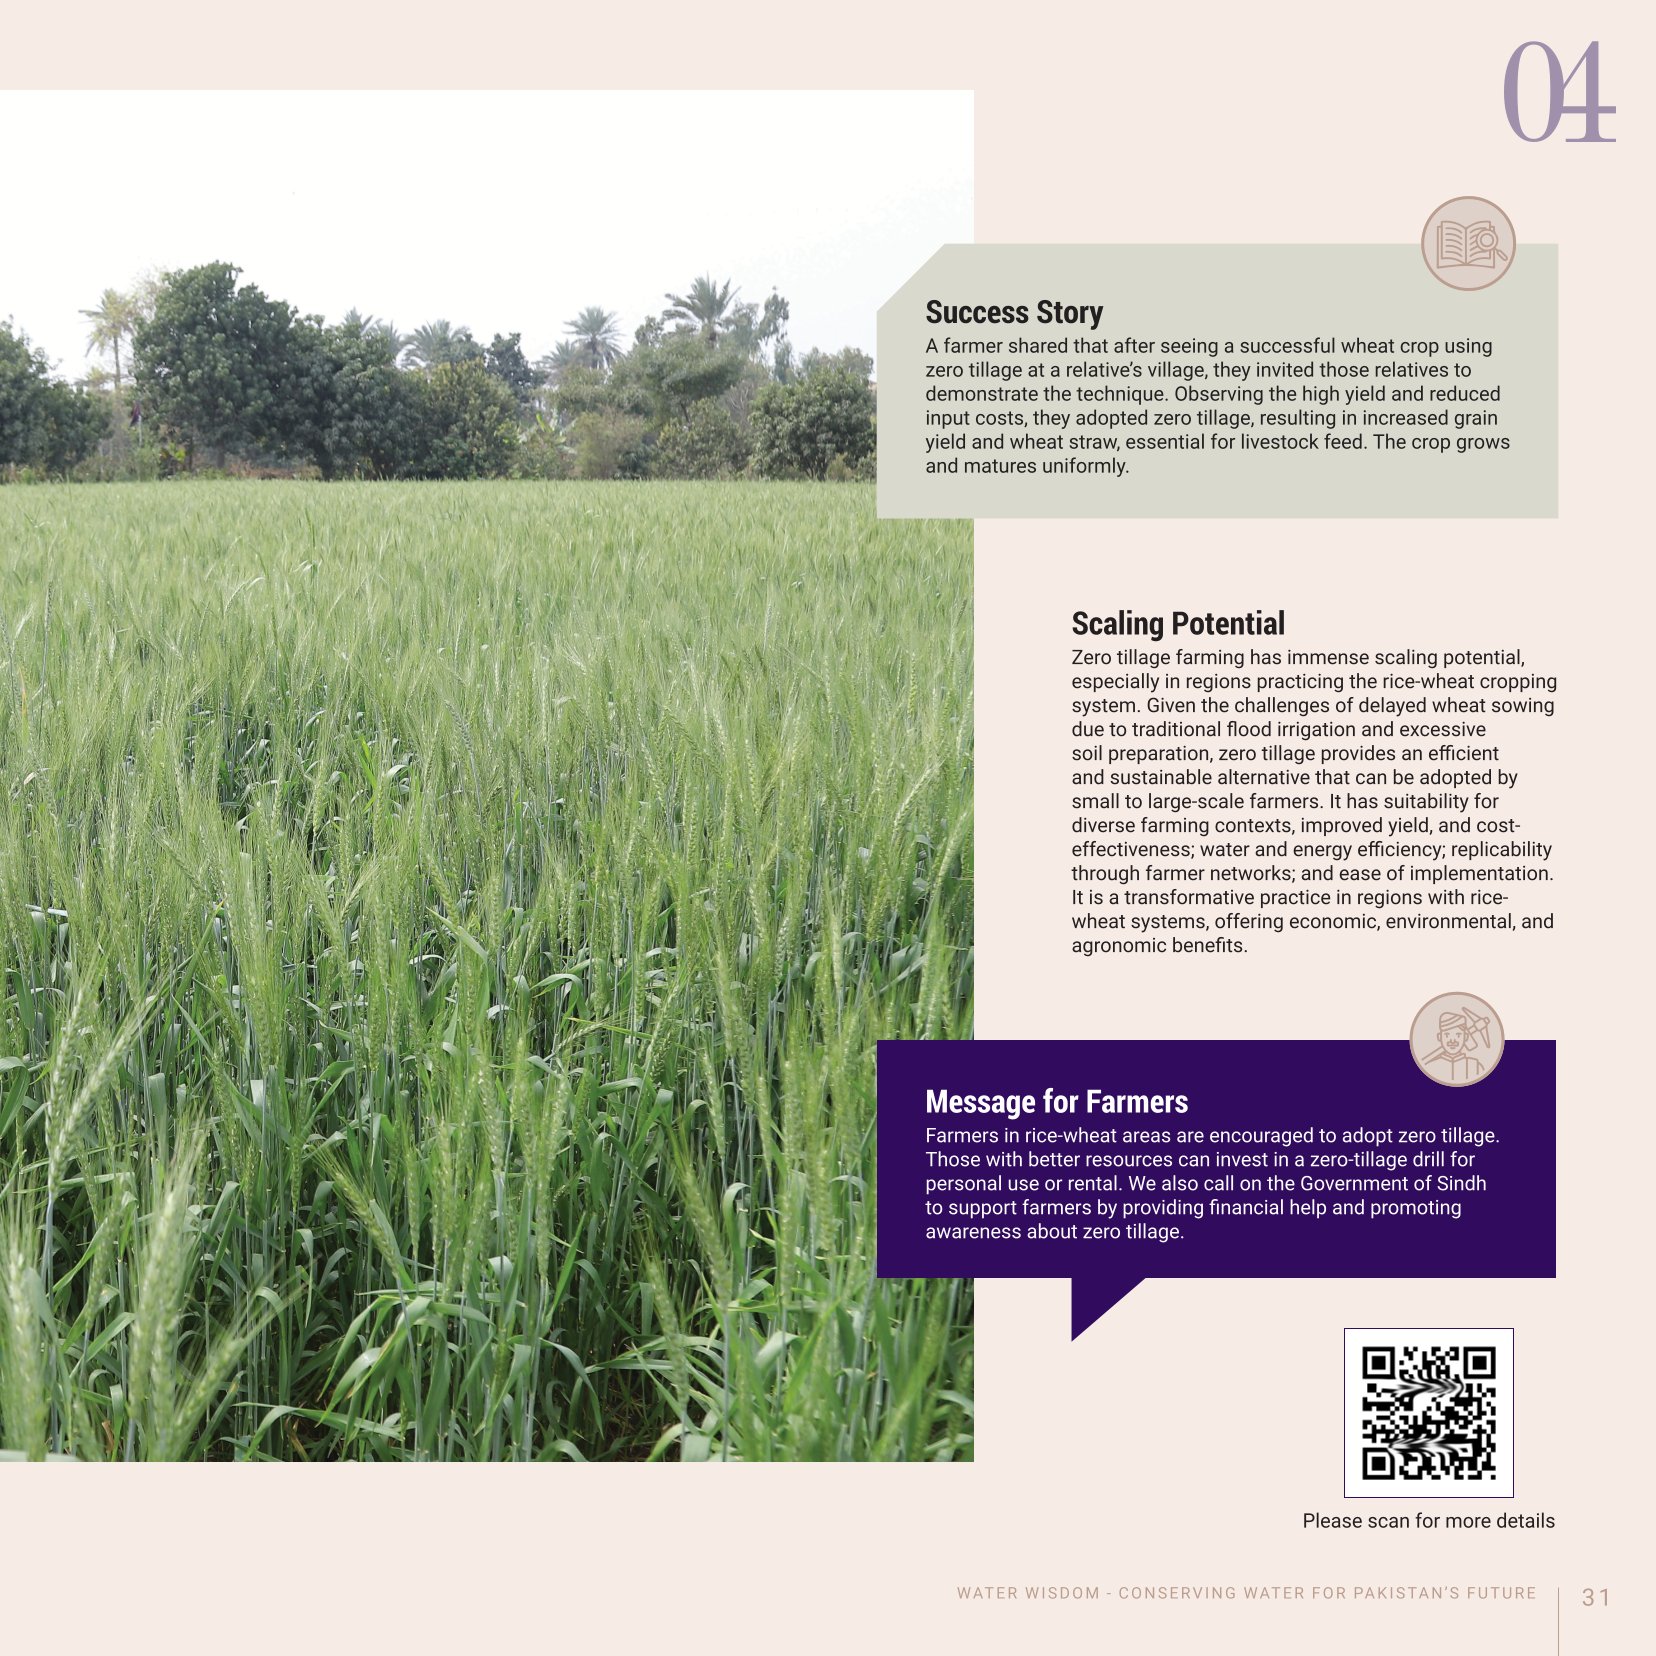 04
Success Story
A farmer shared that after seeing a successful wheat crop using
zero tillage at a relative’s village, they invited those relatives to
demonstrate the technique. Observing the high yield and reduced
input costs, they adopted zero tillage, resulting in increased grain
yield and wheat straw, essential for livestock feed. The crop grows
and matures uniformly.
Scaling Potential
Zero tillage farming has immense scaling potential,
especially in regions practicing the rice-wheat cropping
system. Given the challenges of delayed wheat sowing
due to traditional flood irrigation and excessive
soil preparation, zero tillage provides an efficient
and sustainable alternative that can be adopted by
small to large-scale farmers. It has suitability for
diverse farming contexts, improved yield, and cost-
effectiveness; water and energy efficiency; replicability
through farmer networks; and ease of implementation.
It is a transformative practice in regions with rice-
wheat systems, offering economic, environmental, and
agronomic benefits.
Message for Farmers
Farmers in rice-wheat areas are encouraged to adopt zero tillage.
Those with better resources can invest in a zero-tillage drill for
personal use or rental. We also call on the Government of Sindh
to support farmers by providing financial help and promoting
awareness about zero tillage.
Please scan for more details
WATER WISDOM - CONSERVING WATER FOR PAKISTAN’S FUTURE
31